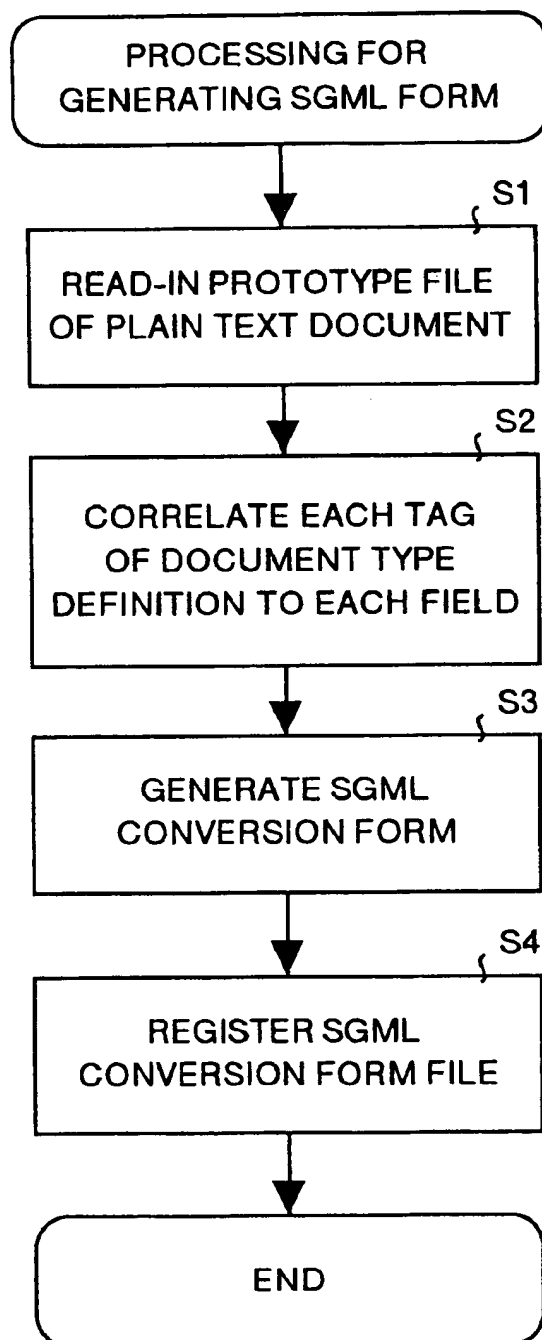 PROCESSING FOR
GENERATING SGML FORM
S1
READ-IN PROTOTYPE FILE
OF PLAIN TEXT DOCUMENT
S2
CORRELATE EACH TAG
OF DOCUMENT TYPE
DEFINITION TO EACH FIELD
S3
GENERATE SGML
CONVERSION FORM
S4
REGISTER SGML
CONVERSION FORM FILE
END